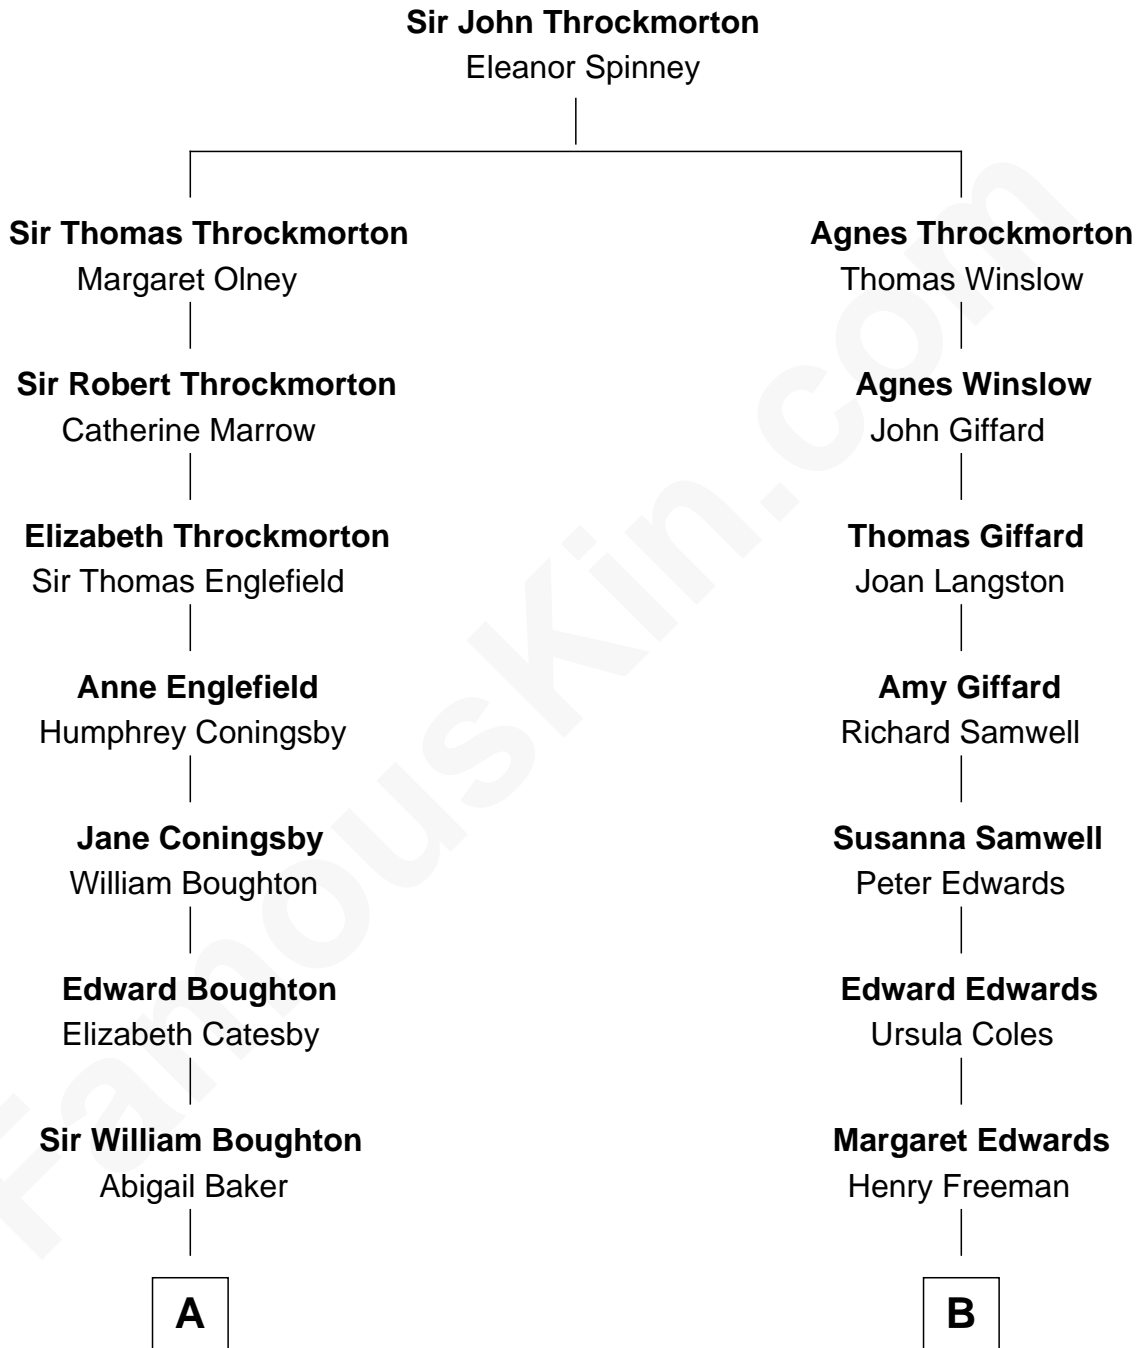 Sir John Throckmorton
Eleanor Spinney
Sir Thomas Throckmorton
Margaret Olney
Agnes Throckmorton
Thomas Winslow
Sir Robert Throckmorton
Catherine Marrow
Agnes Winslow
John Giffard
Elizabeth Throckmorton
Sir Thomas Englefield
Thomas Giffard
Joan Langston
Anne Englefield
Humphrey Coningsby
Amy Giffard
Richard Samwell
Jane Coningsby
William Boughton
Susanna Samwell
Peter Edwards
Edward Boughton
Elizabeth Catesby
Edward Edwards
Ursula Coles
Sir William Boughton
Abigail Baker
Margaret Edwards
Henry Freeman
A
B
FamousKin.com